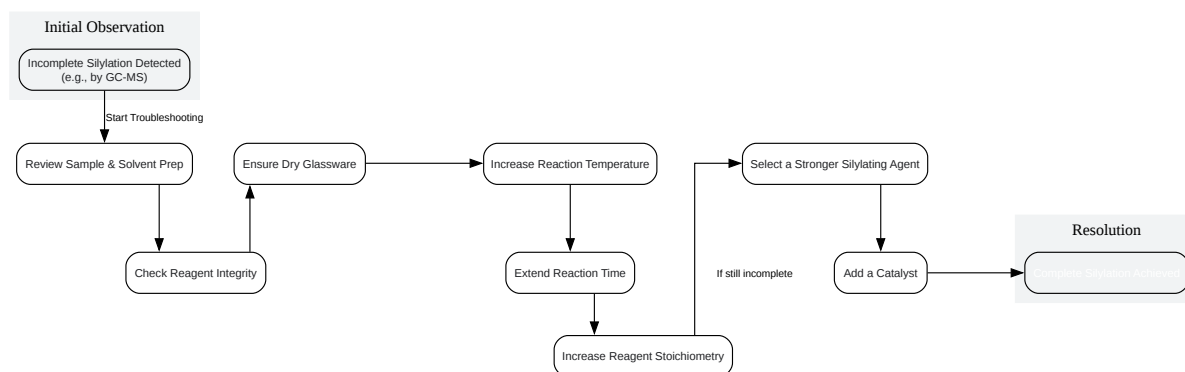 Initial Observation
Incomplete Silylation Detected
(e.g., by GC-MS)
Start Troubleshooting
Review Sample & Solvent Prep
Check Reagent Integrity
Ensure Dry Glassware
Increase Reaction Temperature
Extend Reaction Time
Increase Reagent Stoichiometry
If still incomplete
Select a Stronger Silylating Agent
Add a Catalyst
Resolution
Complete Silylation Achieved